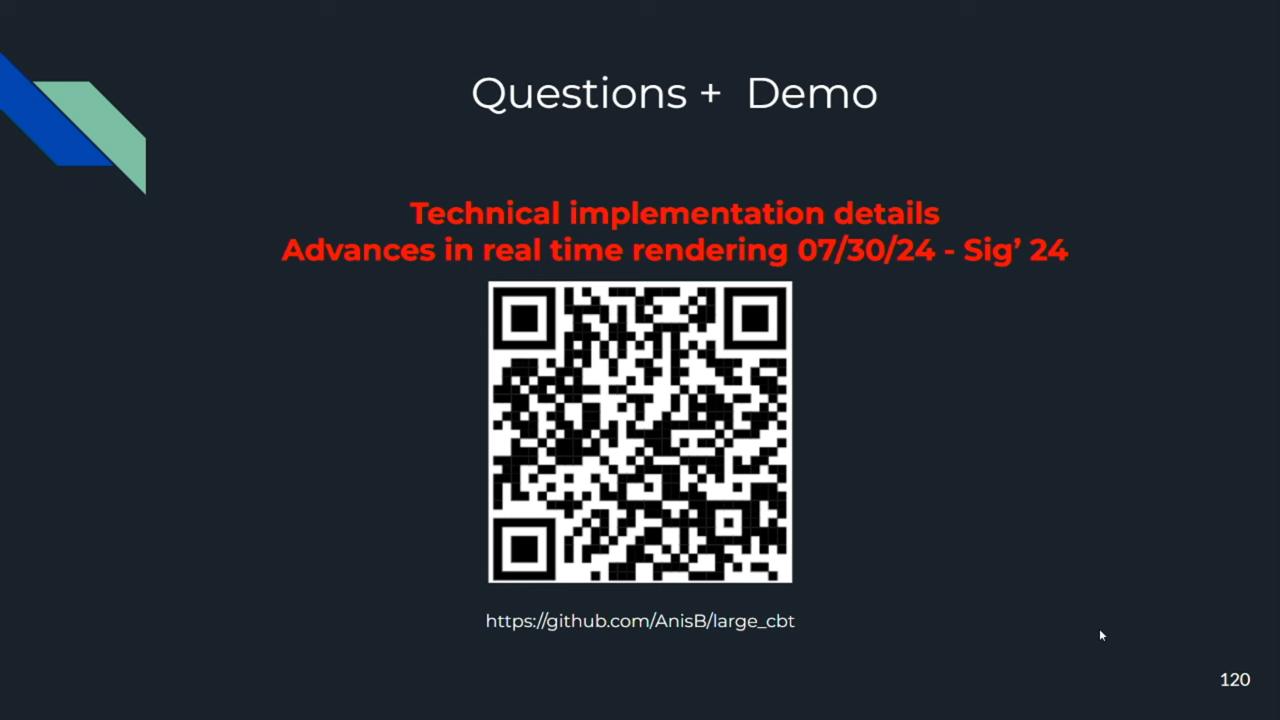 Questions + Demo
Technical implementation details
Advances in real time rendering 07/30/24 - Sig’ 24
https://github.com/AnisB/large_cbt
120